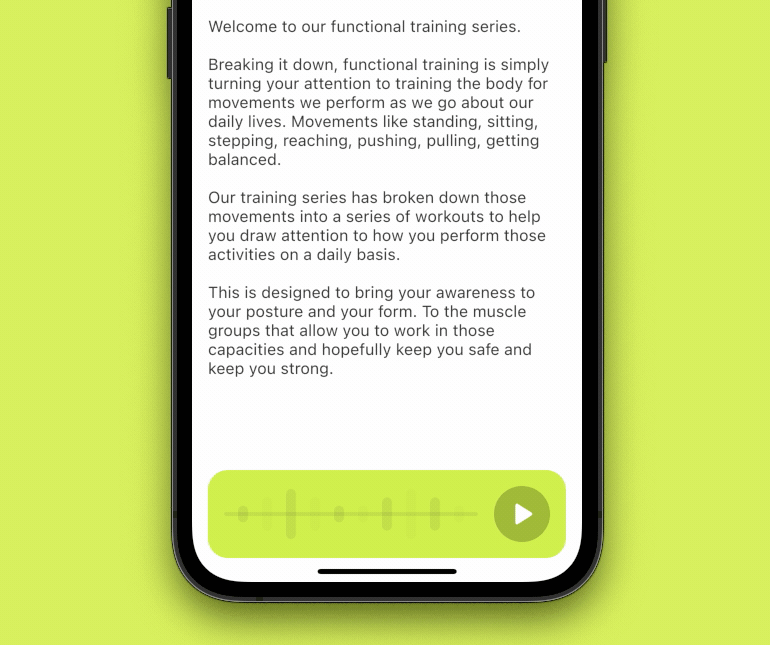 Welcome to our functional training series.
Breaking it down, functional training is simply
turning your attention to training the body for
movements we perform as we go about our
daily lives. Movements like standing, sitting,
stepping, reaching, pushing, pulling, getting
balanced.
Our training series has broken down those
movements into a series of workouts to help
you draw attention to how you perform those
activities on a daily basis.
This is designed to bring your awareness to
your posture and your form. To the muscle
groups that allow you to work in those
capacities and hopefully keep you safe and
keep you strong.